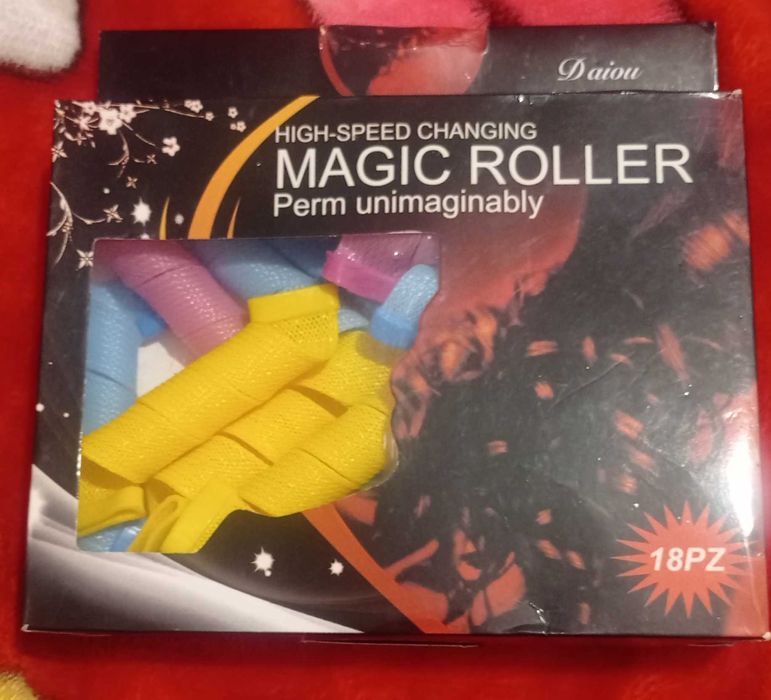 Daiou
HIGH-SPEED CHANGING
MAGIC ROLLER
Perm unimaginably
18PZ